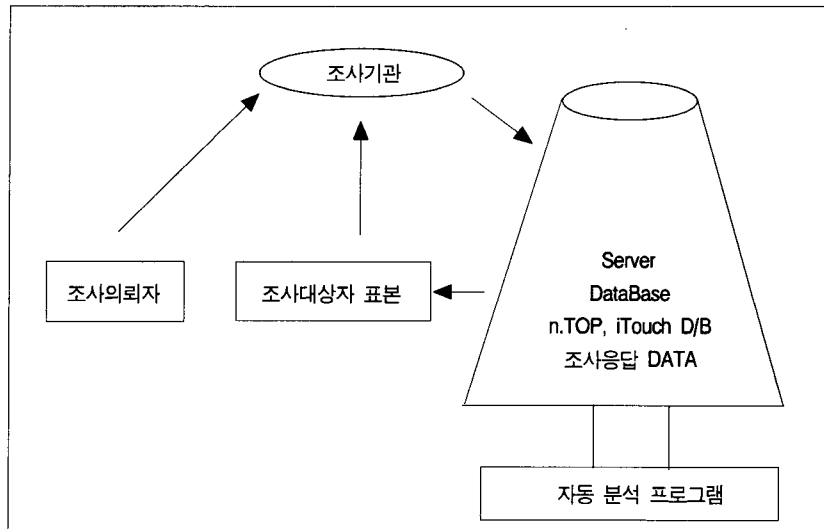 조사기관
조사의뢰자
조사대상자 표본
Server
DataBase
n.TOP, iTouch D/B
조사응답 DATA
자동 분석 프로그램